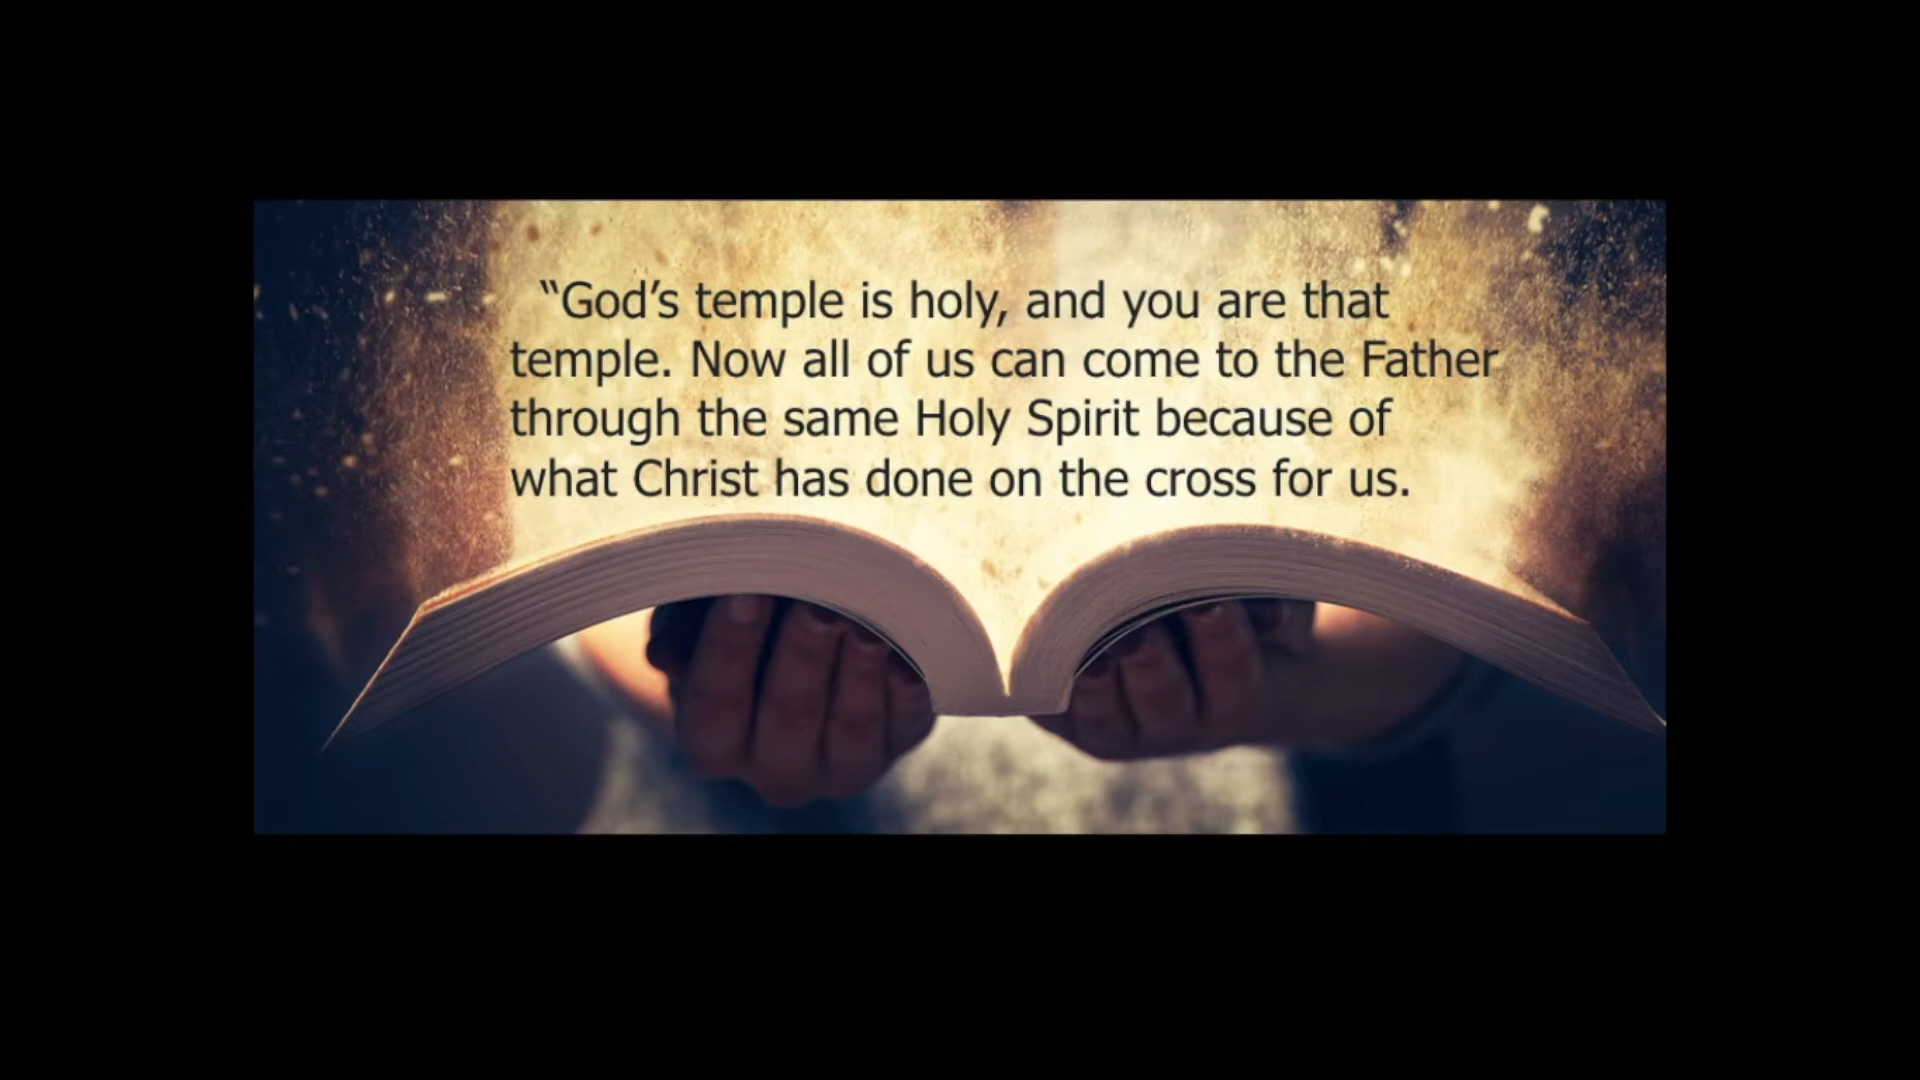 “God’s temple is holy, and you are that
temple. Now all of us can come to the Father
through the same Holy Spirit because of
what Christ has done on the cross for us.